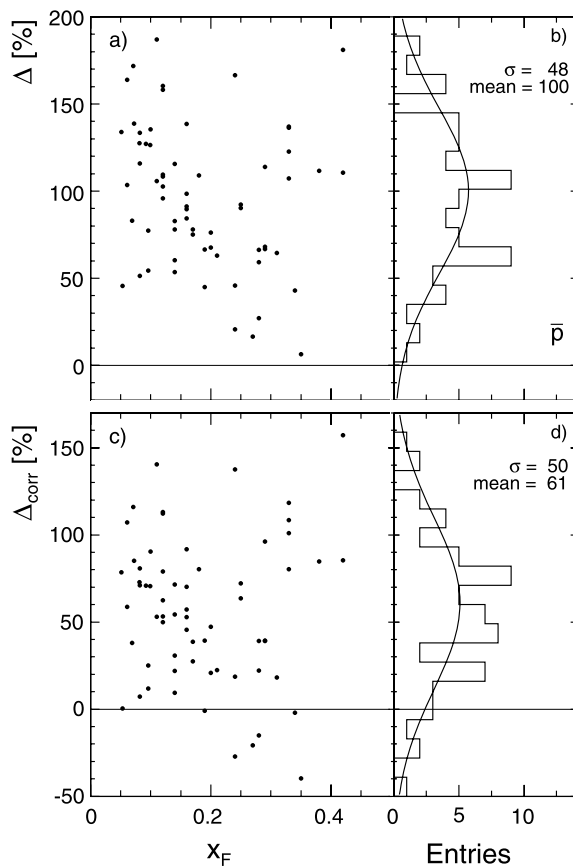 Δ [%]
200
150
100
50
0
a)
b)
σ = 48
mean = 100
p̅
Δcorr [%]
150
100
50
0
-50
c)
d)
σ = 50
mean = 61
0 0.2 0.4
0 5 10
xF
Entries